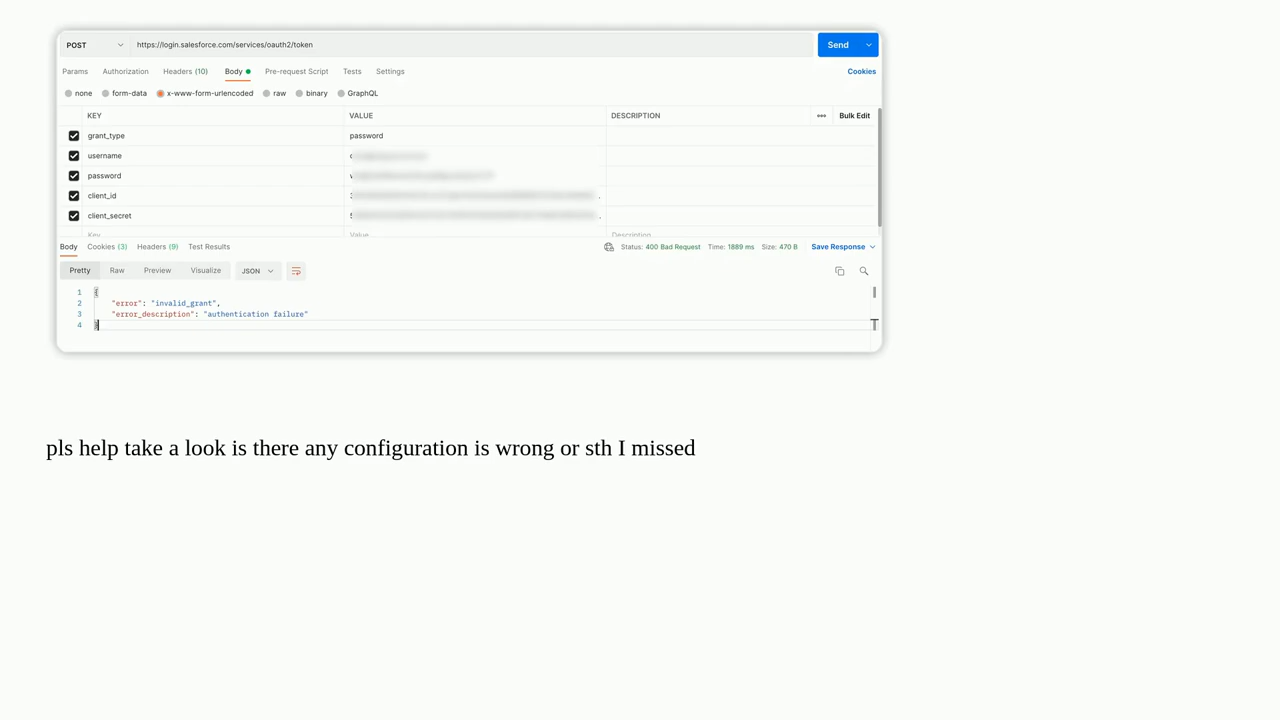 POST https://login.salesforce.com/services/oauth2/token Send
Params Authorization Headers (10) Body Pre-request Script Tests Settings Cookies
none form-data x-www-form-urlencoded raw binary GraphQL
KEY VALUE DESCRIPTION ••• Bulk Edit
grant_type password
username
password
client_id
client_secret
Key Value Description
Body Cookies (3) Headers (9) Test Results Status: 400 Bad Request Time: 1889 ms Size: 470 B Save Response
Pretty Raw Preview Visualize JSON
1 {
2 "error": "invalid_grant",
3 "error_description": "authentication failure"
4 }
pls help take a look is there any configuration is wrong or sth I missed